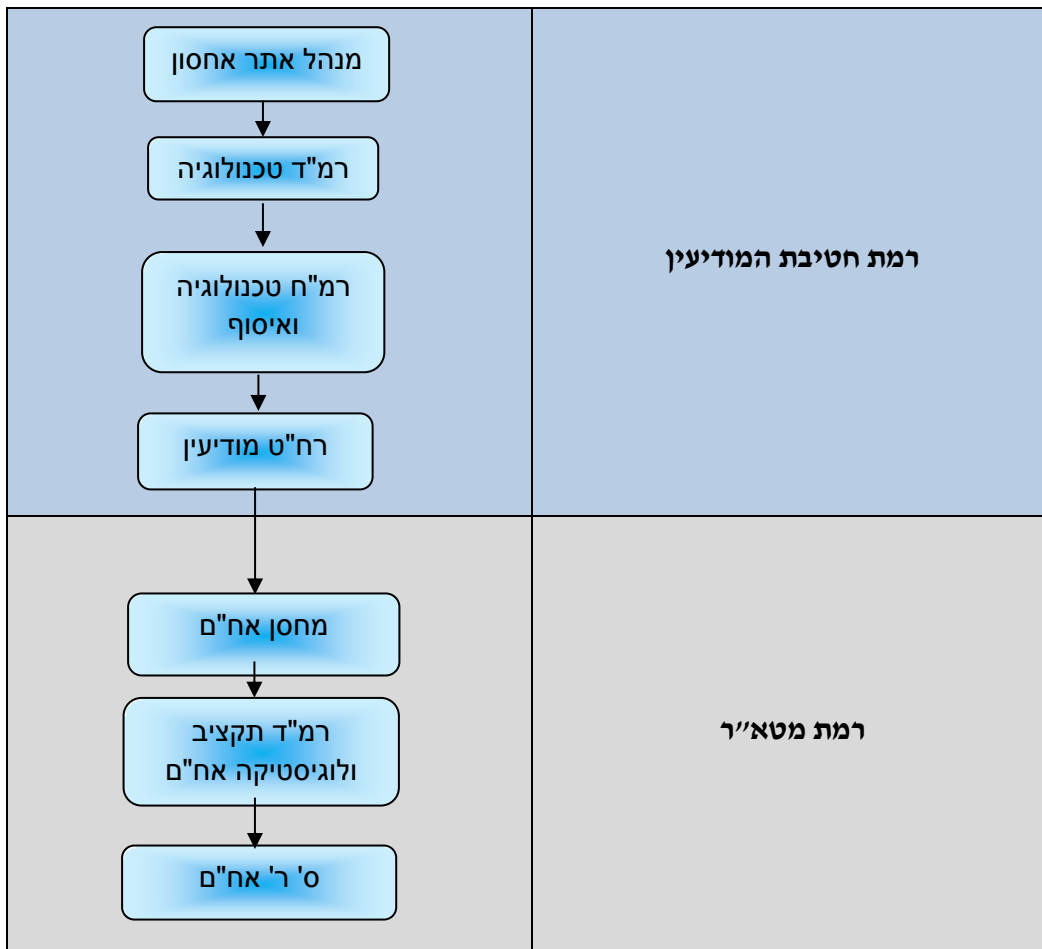 רמת חטיבת המודיעין
מנהל אתר אחסון
רמ"ד טכנולוגיה
רמ"ח טכנולוגיה
ואיסוף
רח"ט מודיעין
רמת מטא״ר
מחסן אח"ם
רמ"ד תקציב
ולוגיסטיקה אח"ם
ס' ר' אח"ם